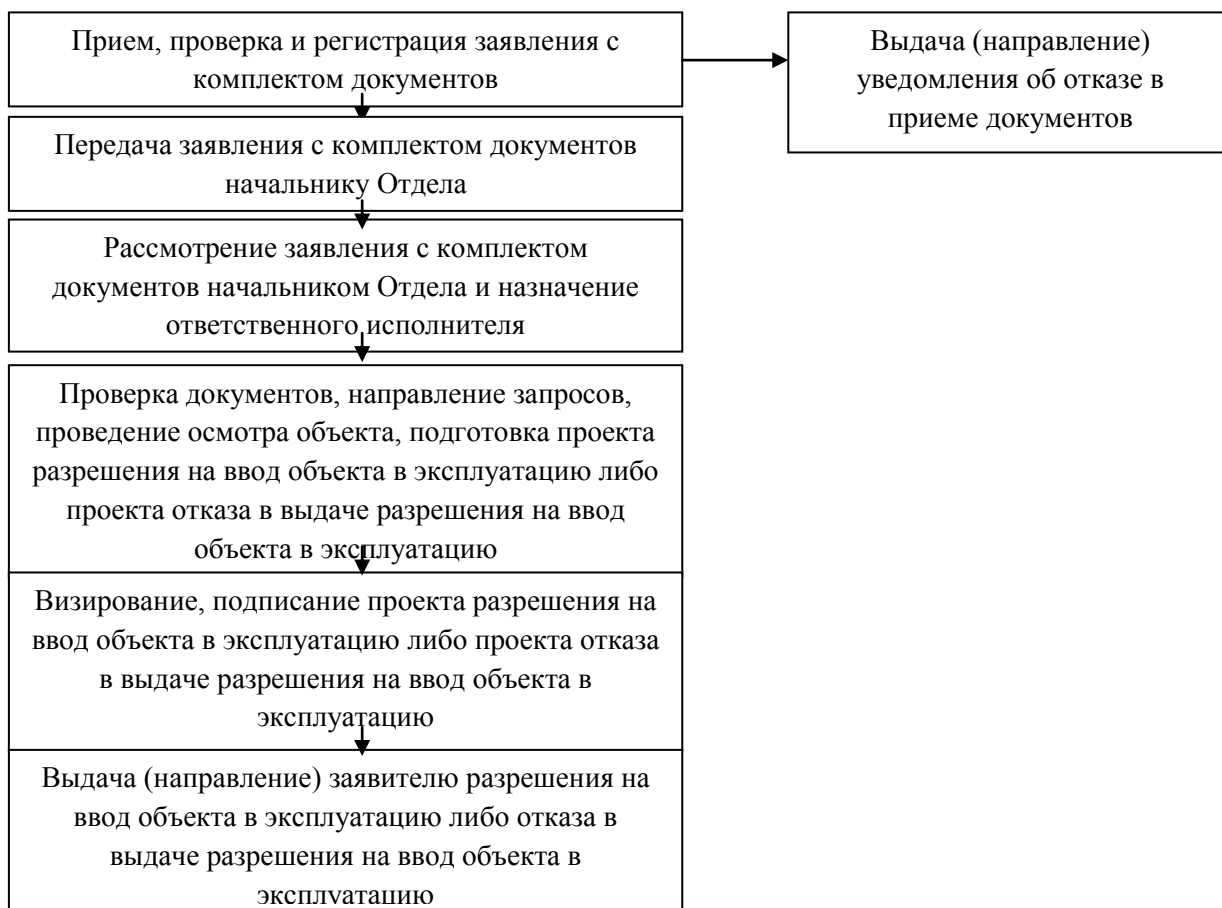 Прием, проверка и регистрация заявления с
комплектом документов
Выдача (направление)
уведомления об отказе в
приеме документов
Передача заявления с комплектом документов
начальнику Отдела
Рассмотрение заявления с комплектом
документов начальником Отдела и назначение
ответственного исполнителя
Проверка документов, направление запросов,
проведение осмотра объекта, подготовка проекта
разрешения на ввод объекта в эксплуатацию либо
проекта отказа в выдаче разрешения на ввод
объекта в эксплуатацию
Визирование, подписание проекта разрешения на
ввод объекта в эксплуатацию либо проекта отказа
в выдаче разрешения на ввод объекта в
эксплуатацию
Выдача (направление) заявителю разрешения на
ввод объекта в эксплуатацию либо отказа в
выдаче разрешения на ввод объекта в
эксплуатацию